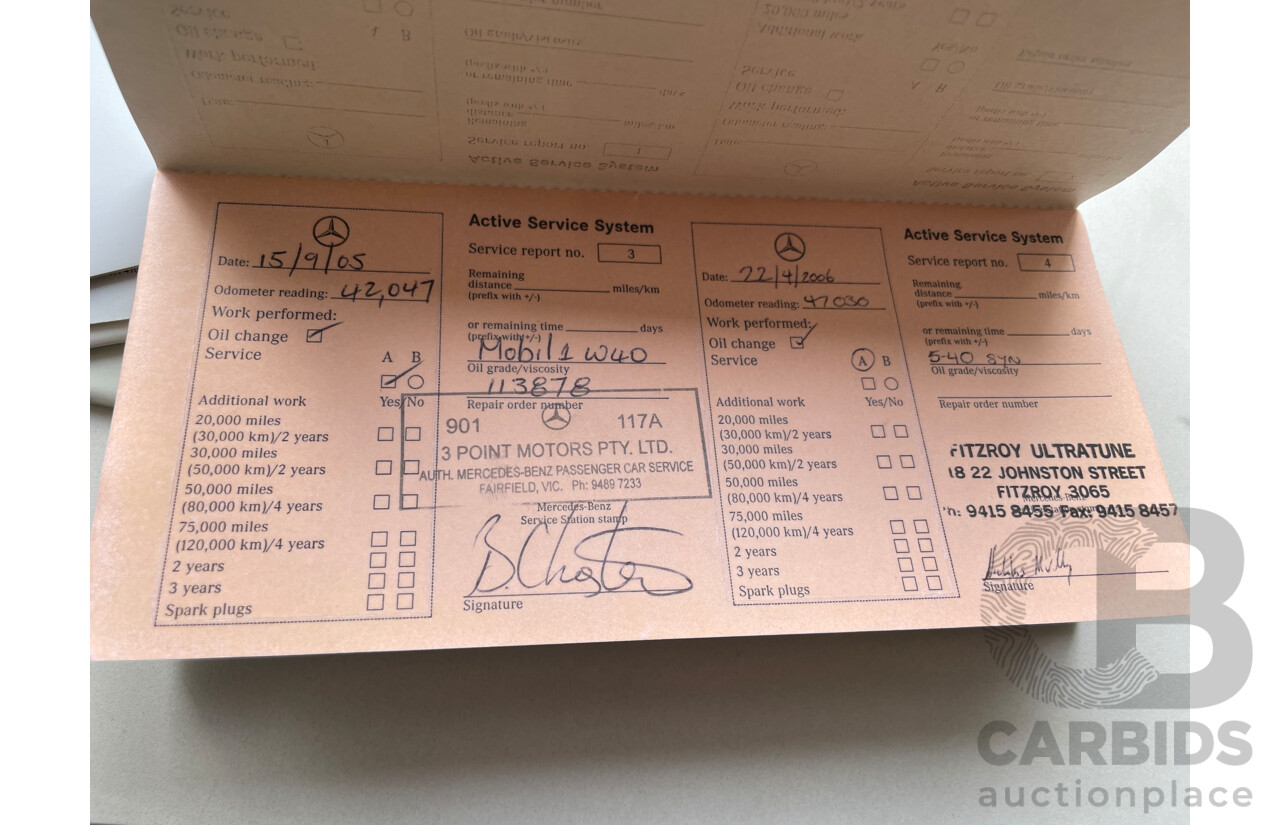 Date: 15/9/05
Odometer reading: 42,047
Work performed:
Oil change
Service
A B
Additional work Yes/No
20,000 miles
(30,000 km)/2 years
30,000 miles
(50,000 km)/2 years
50,000 miles
(80,000 km)/4 years
75,000 miles
(120,000 km)/4 years
2 years
3 years
Spark plugs
Active Service System
Service report no. 3
Remaining
distance miles/km
(prefix with +/-)
or remaining time days
(prefix with +/-)
Mobil 1 W40
Oil grade/viscosity
113878
Repair order number
901 117A
3 POINT MOTORS PTY. LTD.
AUTH. MERCEDES-BENZ PASSENGER CAR SERVICE
FAIRFIELD, VIC. Ph: 9489 7233
Mercedes-Benz
Service Station stamp
Signature
Date: 22/4/2006
Odometer reading: 47030
Work performed:
Oil change
Service
A B
Additional work Yes/No
20,000 miles
(30,000 km)/2 years
30,000 miles
(50,000 km)/2 years
50,000 miles
(80,000 km)/4 years
75,000 miles
(120,000 km)/4 years
2 years
3 years
Spark plugs
Active Service System
Service report no. 4
Remaining
distance miles/km
(prefix with +/-)
or remaining time days
(prefix with +/-)
5-40 SYN
Oil grade/viscosity
Repair order number
FITZROY ULTRATUNE
18 22 JOHNSTON STREET
FITZROY 3065
9415 8455 Fax: 9415 8457
Signature
CARBIDS
auctionplace